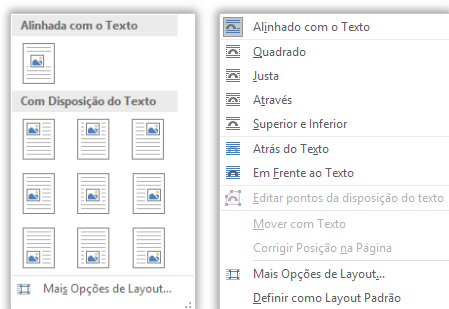 Alinhada com o Texto
Com Disposição do Texto
Mais Opções de Layout...
Alinhado com o Texto
Quadrado
Justa
Através
Superior e Inferior
Atrás do Texto
Em Frente ao Texto
Editar pontos da disposição do texto
Mover com Texto
Corrigir Posição na Página
Mais Opções de Layout...
Definir como Layout Padrão